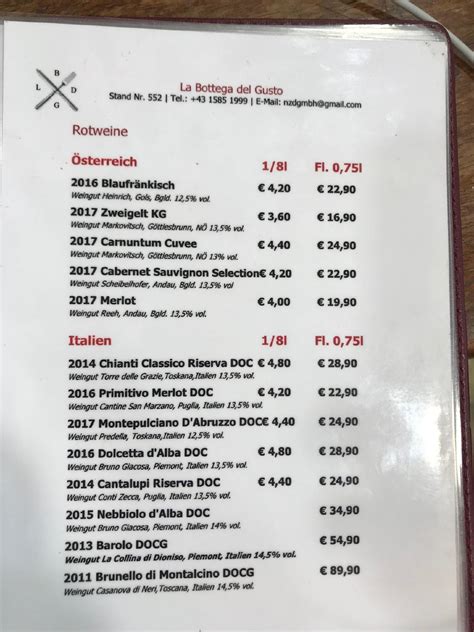 B
L D
G
La Bottega del Gusto
Stand Nr. 552 | Tel.: +43 1585 1999 | E-Mail: nzdgmbh@gmail.com
Rotweine
Österreich 1/8l Fl. 0,75l
2016 Blaufränkisch € 4,20 € 22,90
Weingut Heinrich, Gols, Bgld. 12,5% vol.
2017 Zweigelt KG € 3,60 € 16,90
Weingut Markovitsch, Göttlesbrunn, NÖ 13,5% vol.
2017 Carnuntum Cuvee € 4,40 € 24,90
Weingut Markovitsch, Göttlesbrunn, NÖ 13% vol.
2017 Cabernet Sauvignon Selection € 4,20 € 22,90
Weingut Scheibelhofer, Andau, Bgld. 13,5 vol.
2017 Merlot € 4,00 € 19,90
Weingut Reeh, Andau, Bgld. 13,5% vol.
Italien 1/8l Fl. 0,75l
2014 Chianti Classico Riserva DOC € 4,80 € 28,90
Weingut Torre delle Grazie,Toskana,Italien 13,5% vol.
2016 Primitivo Merlot DOC € 4,20 € 22,90
Weingut Cantine San Marzano, Puglia, Italien 13,5% vol.
2017 Montepulciano D'Abruzzo DOC € 4,40 € 24,90
Weingut Predella, Toskana,Italien 12,5% vol.
2016 Dolcetta d'Alba DOC € 4,80 € 28,90
Weingut Bruno Giacosa, Piemont, Italien 13,5% vol.
2014 Cantalupi Riserva DOC € 4,40 € 24,90
Weingut Conti Zecca, Puglia, Italien 13,5% vol.
2015 Nebbiolo d'Alba DOC € 34,90
Weingut Bruno Giacosa, Piemont, Italien 14% vol.
2013 Barolo DOCG € 54,90
Weingut La Collina di Dioniso, Piemont, Italien 14,5% vol.
2011 Brunello di Montalcino DOCG € 89,90
Weingut Casanova di Neri,Toscana, Italien 14,5% vol.